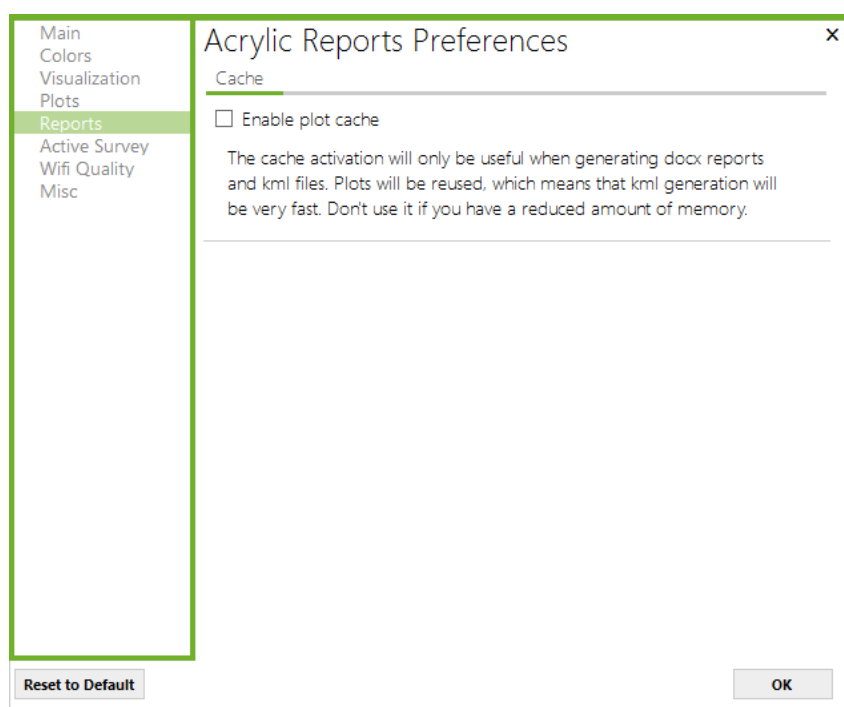 Main
Colors
Visualization
Plots
Reports
Active Survey
Wifi Quality
Misc
Acrylic Reports Preferences
x
Cache
Enable plot cache
The cache activation will only be useful when generating docx reports
and kml files. Plots will be reused, which means that kml generation will
be very fast. Don't use it if you have a reduced amount of memory.
Reset to Default
OK